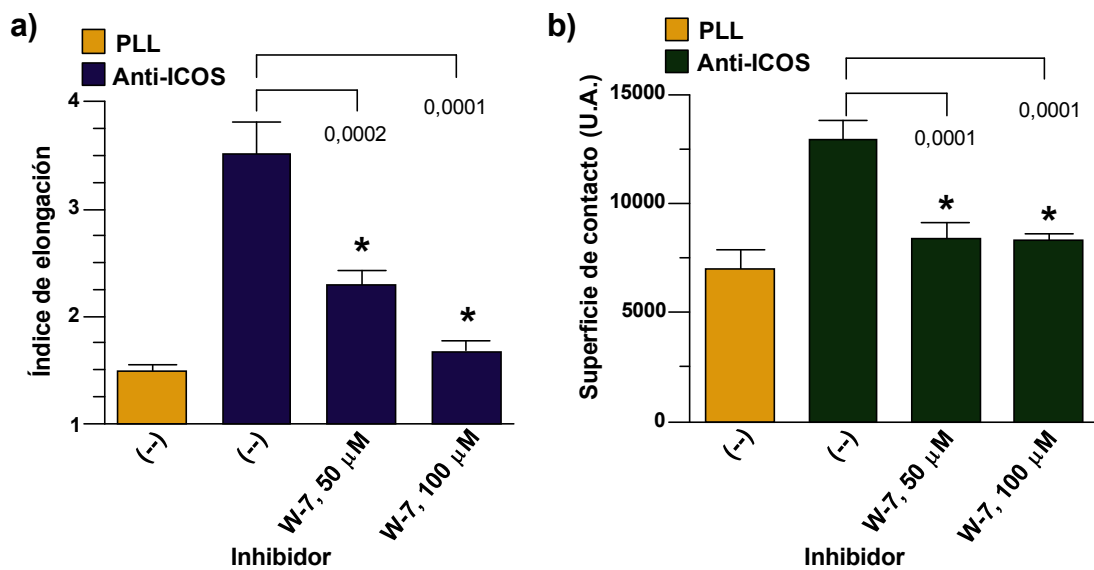 a)
PLL
Anti-ICOS
Índice de elongación
4
3
2
1
0,0002
0,0001
*
*
(--)
(--)
W-7, 50 μM
W-7, 100 μM
Inhibidor
b)
PLL
Anti-ICOS
Superficie de contacto (U.A.)
15000
10000
5000
0
0,0001
0,0001
*
*
(--)
(--)
W-7, 50 μM
W-7, 100 μM
Inhibidor